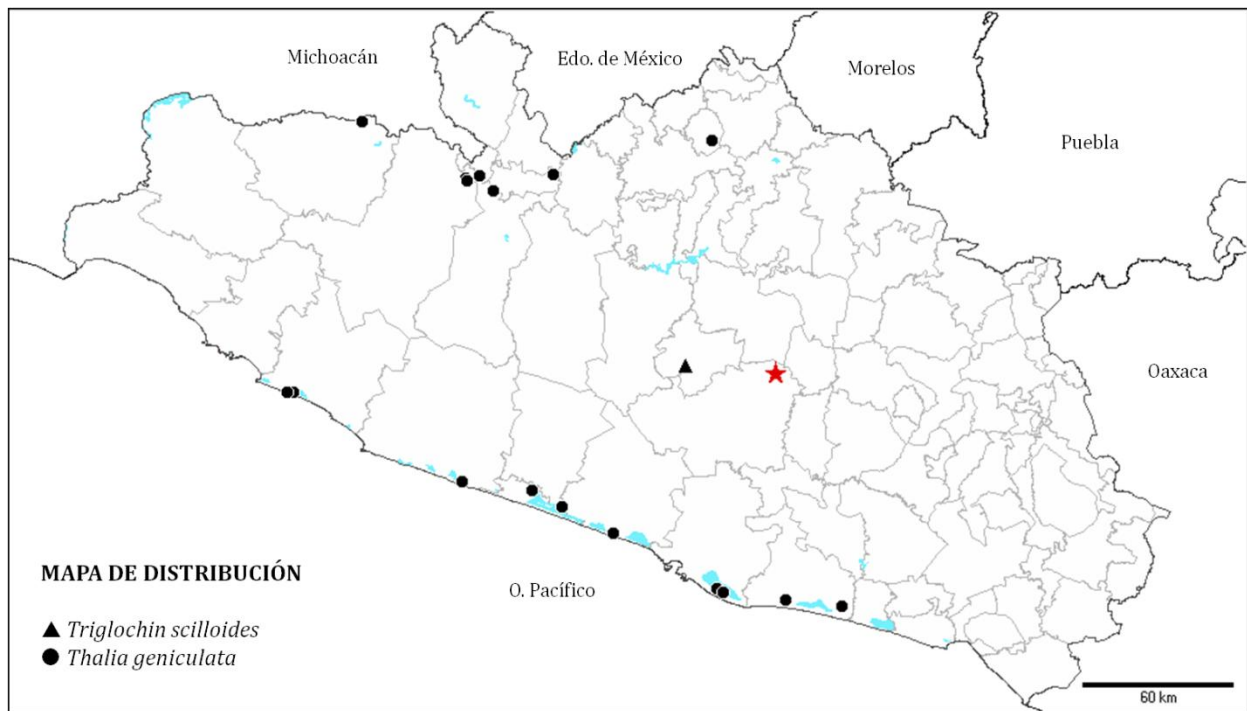 Michoacán
Edo. de México
Morelos
Puebla
Oaxaca
MAPA DE DISTRIBUCIÓN
O. Pacífico
▲ Triglochin scilloides
● Thalia geniculata
60 km